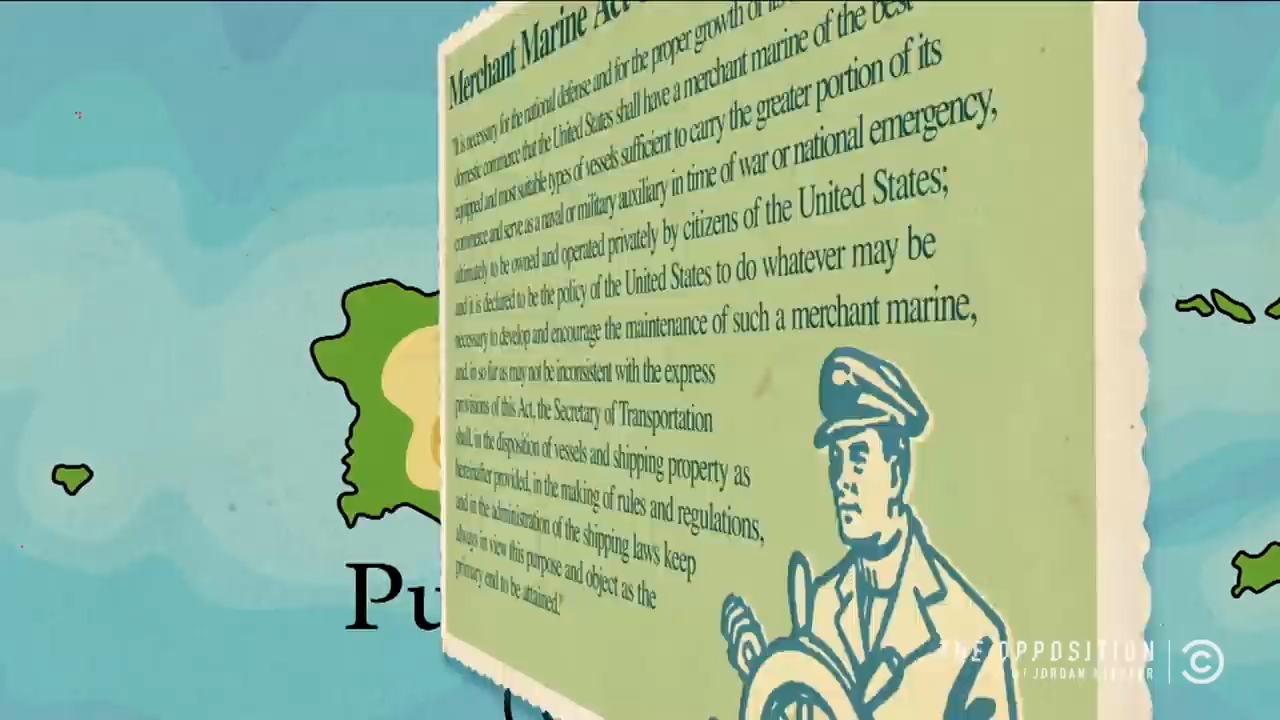 Merchant Marine Act
"It is necessary for the national defense and for the proper growth of its
domestic commerce that the United States shall have a merchant marine of the best
equipped and most suitable types of vessels sufficient to carry the greater portion of its
commerce and serve as a naval or military auxiliary in time of war or national emergency,
ultimately to be owned and operated privately by citizens of the United States;
and it is declared to be the policy of the United States to do whatever may be
necessary to develop and encourage the maintenance of such a merchant marine,
and, in so far as may not be inconsistent with the express
provisions of this Act, the Secretary of Transportation
shall, in the disposition of vessels and shipping property as
hereinafter provided, in the making of rules and regulations,
and in the administration of the shipping laws keep
always in view this purpose and object as the
primary end to be attained."
Pu
THE OPPOSITION
W/ JORDAN KLEPPER